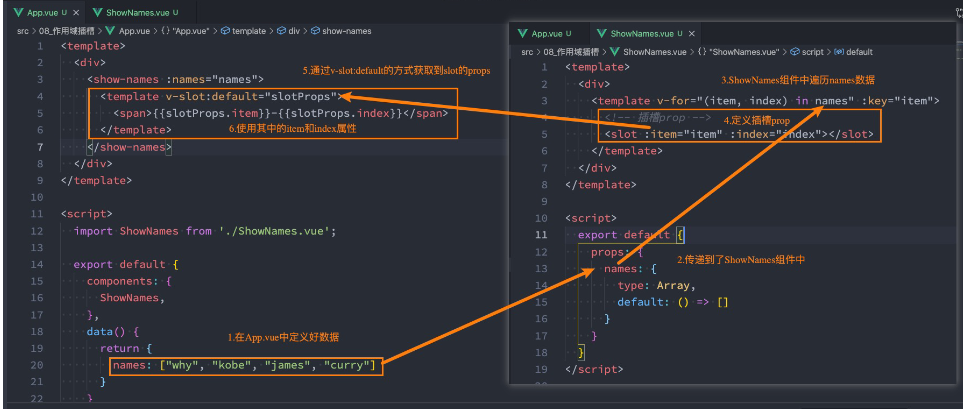 App.vue U
ShowNames.vue U
src > 08_作用域插槽 > App.vue > {} "App.vue" > template > div > show-names
1 <template>
2 <div>
3 <show-names :names="names">
5.通过v-slot:default的方式获取到slot的props
4 <template v-slot:default="slotProps">
5 <span>{{slotProps.item}}-{{slotProps.index}}</span>
6 </template>
6.使用其中的item和index属性
7 </show-names>
8 </div>
9 </template>
10
11 <script>
12 import ShowNames from './ShowNames.vue';
13
14 export default {
15 components: {
16 ShowNames,
17 },
18 data() {
1.在App.vue中定义好数据
19 return {
20 names: ["why", "kobe", "james", "curry"]
21 }
22 }
App.vue U
ShowNames.vue U ×
src > 08_作用域插槽 > ShowNames.vue > {} "ShowNames.vue" > script > default
1 <template>
2 <div>
3.ShowNames组件中遍历names数据
3 <template v-for="(item, index) in names" :key="item">
4 <!-- 插槽prop -->
4.定义插槽prop
5 <slot :item="item" :index="index"></slot>
6 </template>
7 </div>
8 </template>
9
10 <script>
11 export default {
12 props: {
2.传递到了ShowNames组件中
13 names: {
14 type: Array,
15 default: () => []
16 }
17 }
18 }
19 </script>